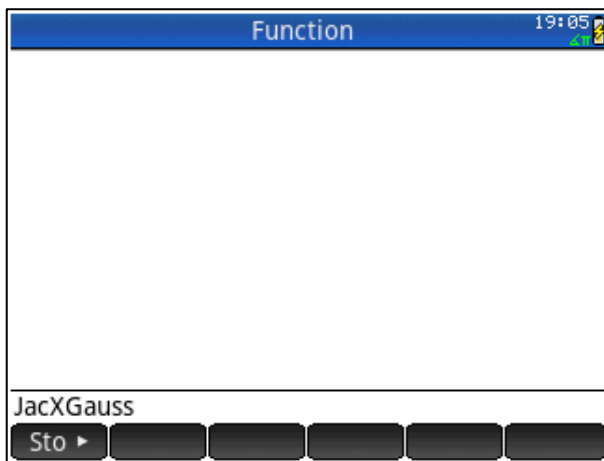 Function
19:05
∠π
JacXGauss
Sto ►